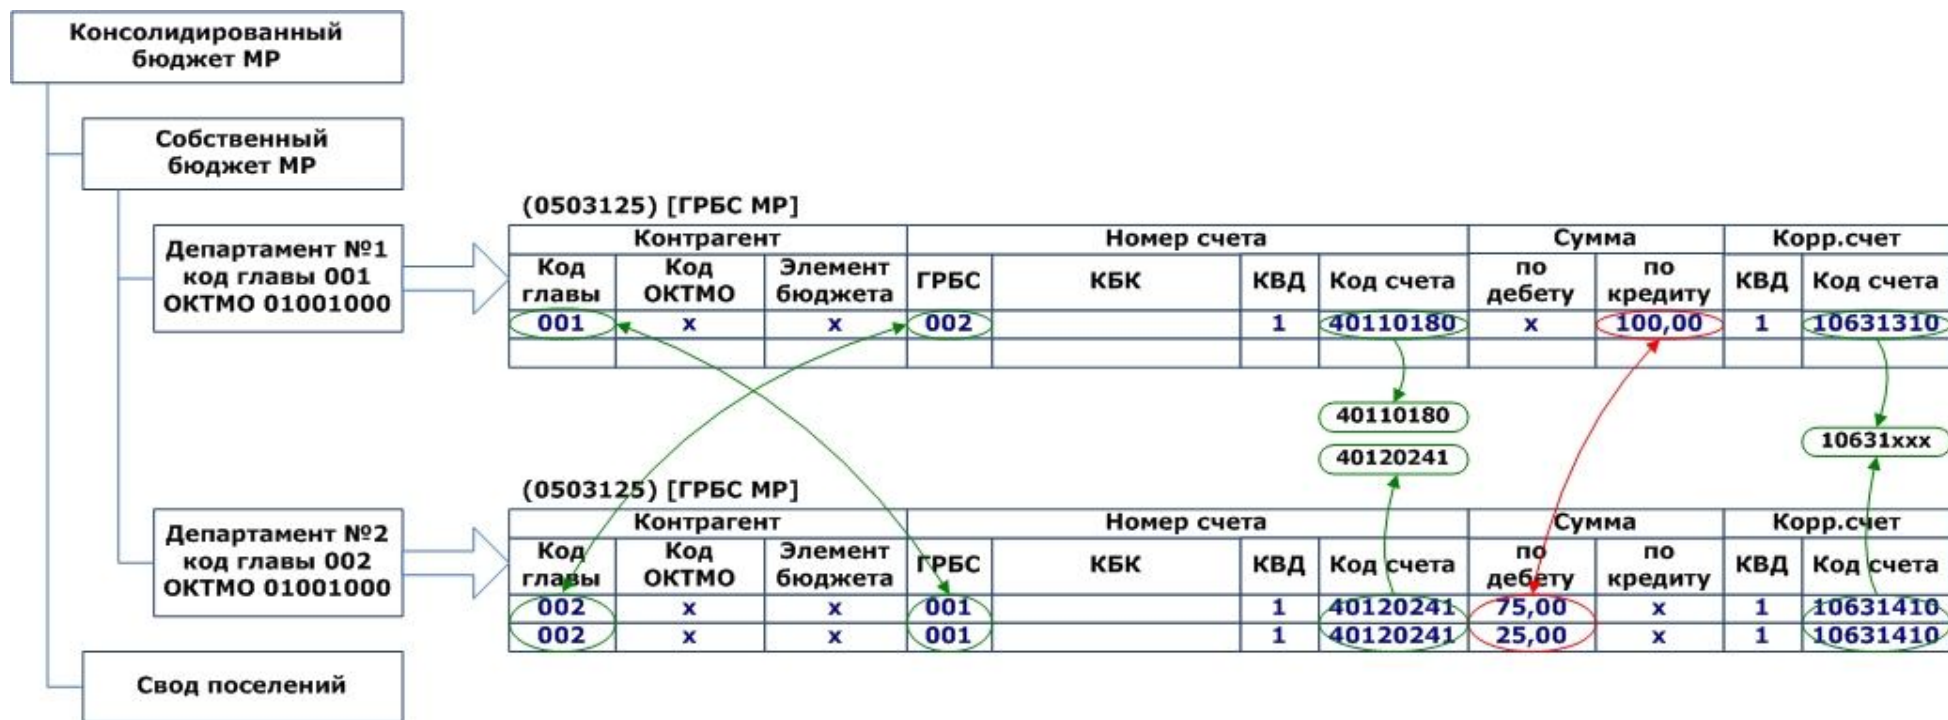 Консолидированный
бюджет МР
Собственный
бюджет МР
(0503125) [ГРБС МР]
Департамент №1
код главы 001
ОКТМО 01001000
Контрагент Номер счета Сумма Корр.счет
Код главы Код ОКТМО Элемент бюджета ГРБС КБК КВД Код счета по дебету по кредиту КВД Код счета
001 x x 002 1 40110180 x 100,00 1 10631310
40110180
10631xxx
40120241
(0503125) [ГРБС МР]
Департамент №2
код главы 002
ОКТМО 01001000
Контрагент Номер счета Сумма Корр.счет
Код главы Код ОКТМО Элемент бюджета ГРБС КБК КВД Код счета по дебету по кредиту КВД Код счета
002 x x 001 1 40120241 75,00 x 1 10631410
002 x x 001 1 40120241 25,00 x 1 10631410
Свод поселений